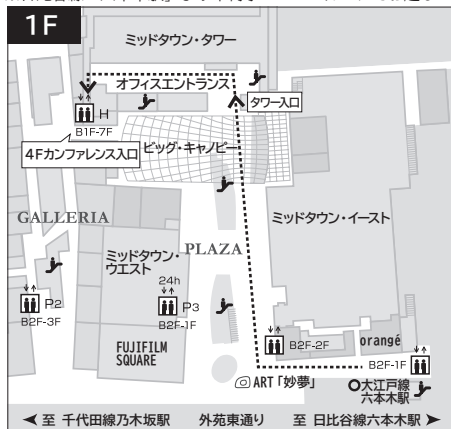 1F
ミッドタウン・タワー
オフィスエントランス
H
B1F-7F
タワー入口
4Fカンファレンス入口
ビッグ・キャノピー
GALLERIA
PLAZA
ミッドタウン・イースト
ミッドタウン・
ウエスト
24h
P2
B2F-3F
P3
B2F-1F
FUJIFILM
SQUARE
B2F-2F
orangé
B2F-1F
ART「妙夢」
大江戸線
六本木駅
至 千代田線乃木坂駅 外苑東通り 至 日比谷線六本木駅